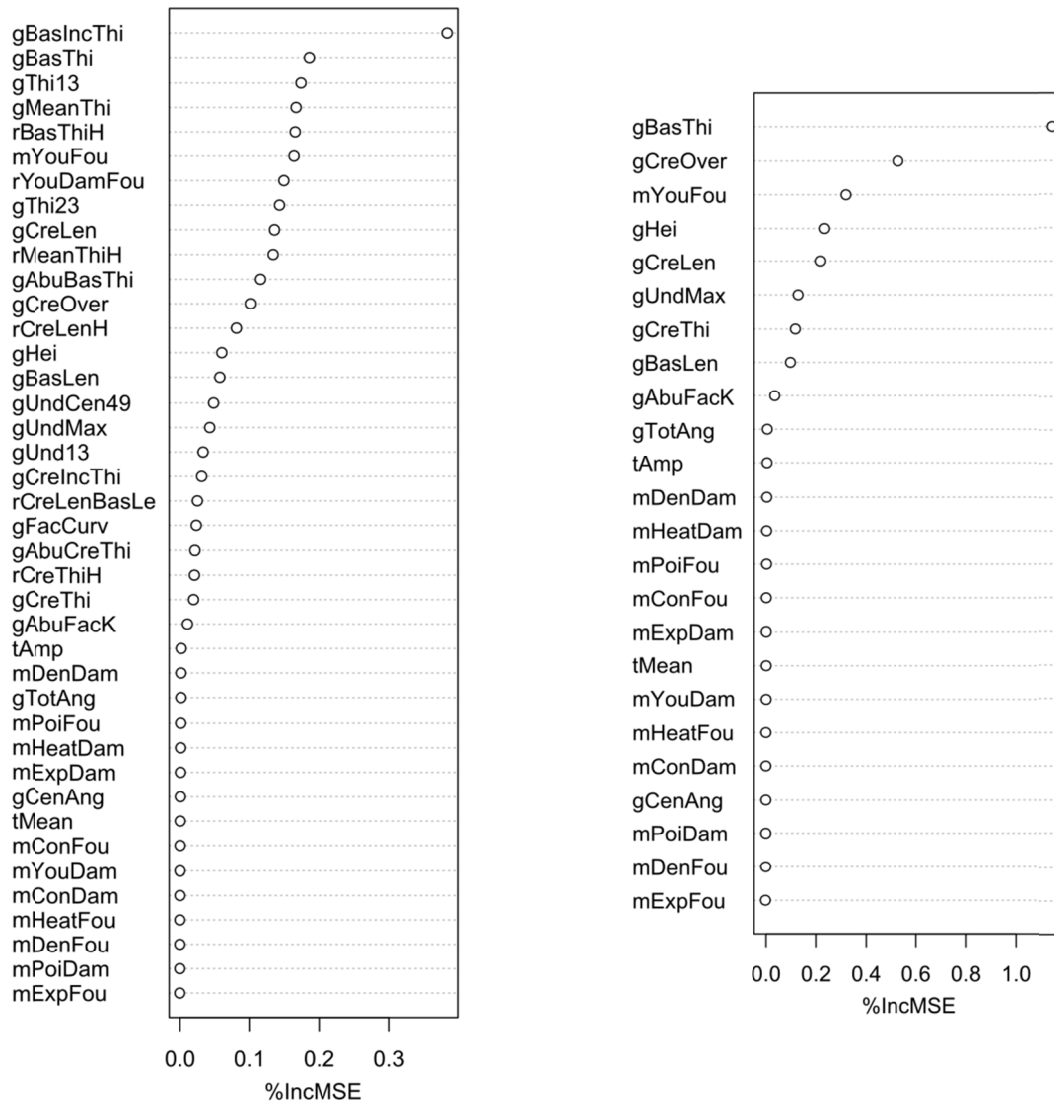 gBasIncThi
gBasThi
gThi13
gMeanThi
rBasThiH
mYouFou
rYouDamFou
gThi23
gCreLen
rMeanThiH
gAbuBasThi
gCreOver
rCreLenH
gHei
gBasLen
gUndCen49
gUndMax
gUnd13
gCreIncThi
rCreLenBasLe
gFacCurv
gAbuCreThi
rCreThiH
gCreThi
gAbuFacK
tAmp
mDenDam
gTotAng
mPoiFou
mHeatDam
mExpDam
gCenAng
tMean
mConFou
mYouDam
mConDam
mHeatFou
mDenFou
mPoiDam
mExpFou
0.0 0.1 0.2 0.3
%IncMSE
gBasThi
gCreOver
mYouFou
gHei
gCreLen
gUndMax
gCreThi
gBasLen
gAbuFacK
gTotAng
tAmp
mDenDam
mHeatDam
mPoiFou
mConFou
mExpDam
tMean
mYouDam
mHeatFou
mConDam
gCenAng
mPoiDam
mDenFou
mExpFou
0.0 0.2 0.4 0.6 0.8 1.0
%IncMSE